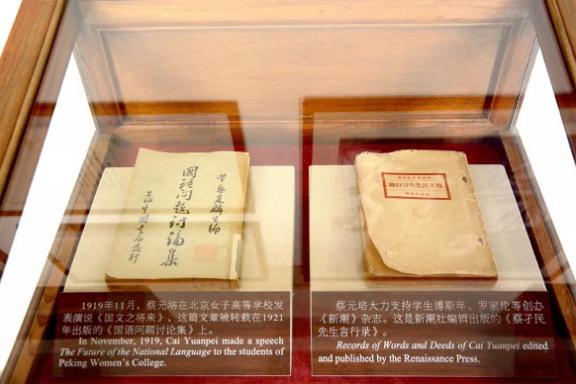 國語問題討論集
1919年11月,蔡元培在北京女子高等学校发
表演说《国文之将来》,这篇文章被转载在1921
年出版的《国语问题讨论集》上。
In November, 1919, Cai Yuanpei made a speech
The Future of the National Language to the students of
Peking Women's College.
蔡元培大力支持学生傅斯年、罗家伦等创办
《新潮》杂志。这是新潮社编辑出版的《蔡孑民
先生言行录》。
Records of Words and Deeds of Cai Yuanpei edited
and published by the Renaissance Press.